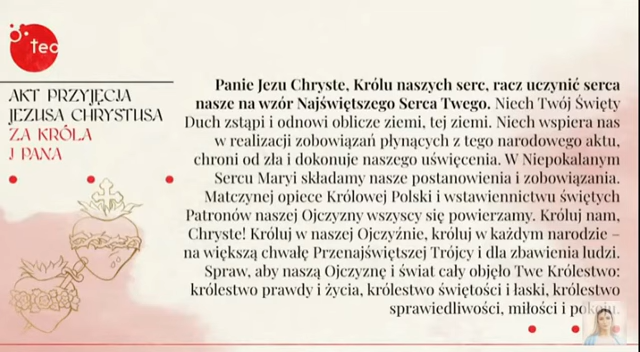 teo
AKT PRZYJĘCIA
JEZUSA CHRYSTUSA
ZA KRÓLA
I PANA
Panie Jezu Chryste, Królu naszych serc, racz uczynić serca
nasze na wzór Najświętszego Serca Twego. Niech Twój Święty
Duch zstąpi i odnowi oblicze ziemi, tej ziemi. Niech wspiera nas
w realizacji zobowiązań płynących z tego narodowego aktu,
chroni od zła i dokonuje naszego uświęcenia. W Niepokalanym
Sercu Maryi składamy nasze postanowienia i zobowiązania.
Matczynej opiece Królowej Polski i wstawiennictwu świętych
Patronów naszej Ojczyzny wszyscy się powierzamy. Króluj nam,
Chryste! Króluj w naszej Ojczyźnie, króluj w każdym narodzie –
na większą chwałę Przenajświętszej Trójcy i dla zbawienia ludzi.
Spraw, aby naszą Ojczyznę i świat cały objęło Twe Królestwo:
królestwo prawdy i życia, królestwo świętości i łaski, królestwo
sprawiedliwości, miłości i pokoju.